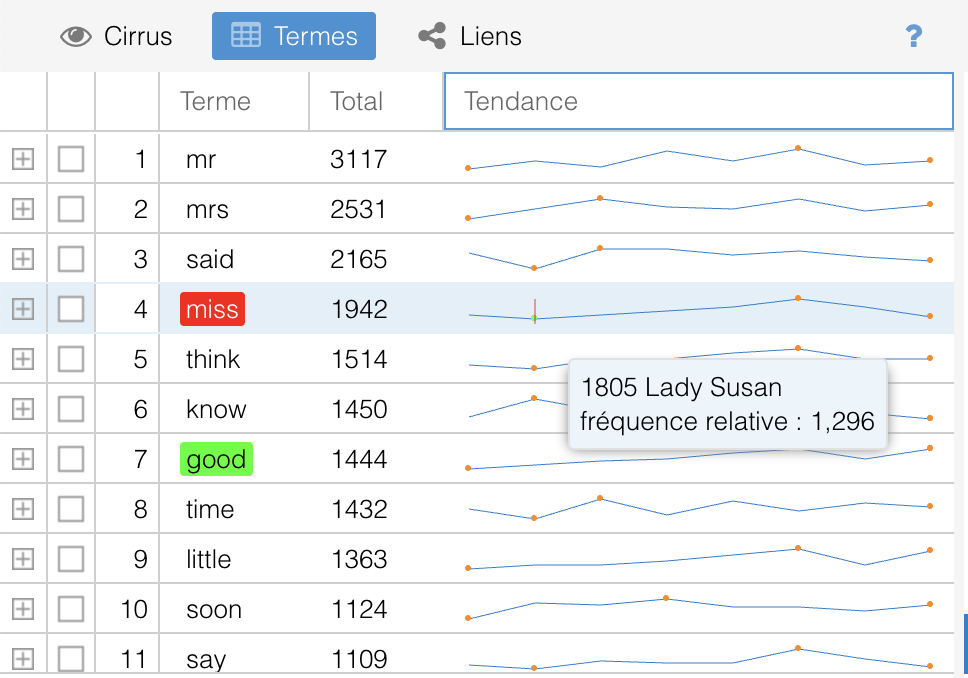 Cirrus Termes Liens ?
Terme Total Tendance
1 mr 3117
2 mrs 2531
3 said 2165
4 miss 1942
5 think 1514
1805 Lady Susan
6 know 1450
fréquence relative : 1,296
7 good 1444
8 time 1432
9 little 1363
10 soon 1124
11 say 1109